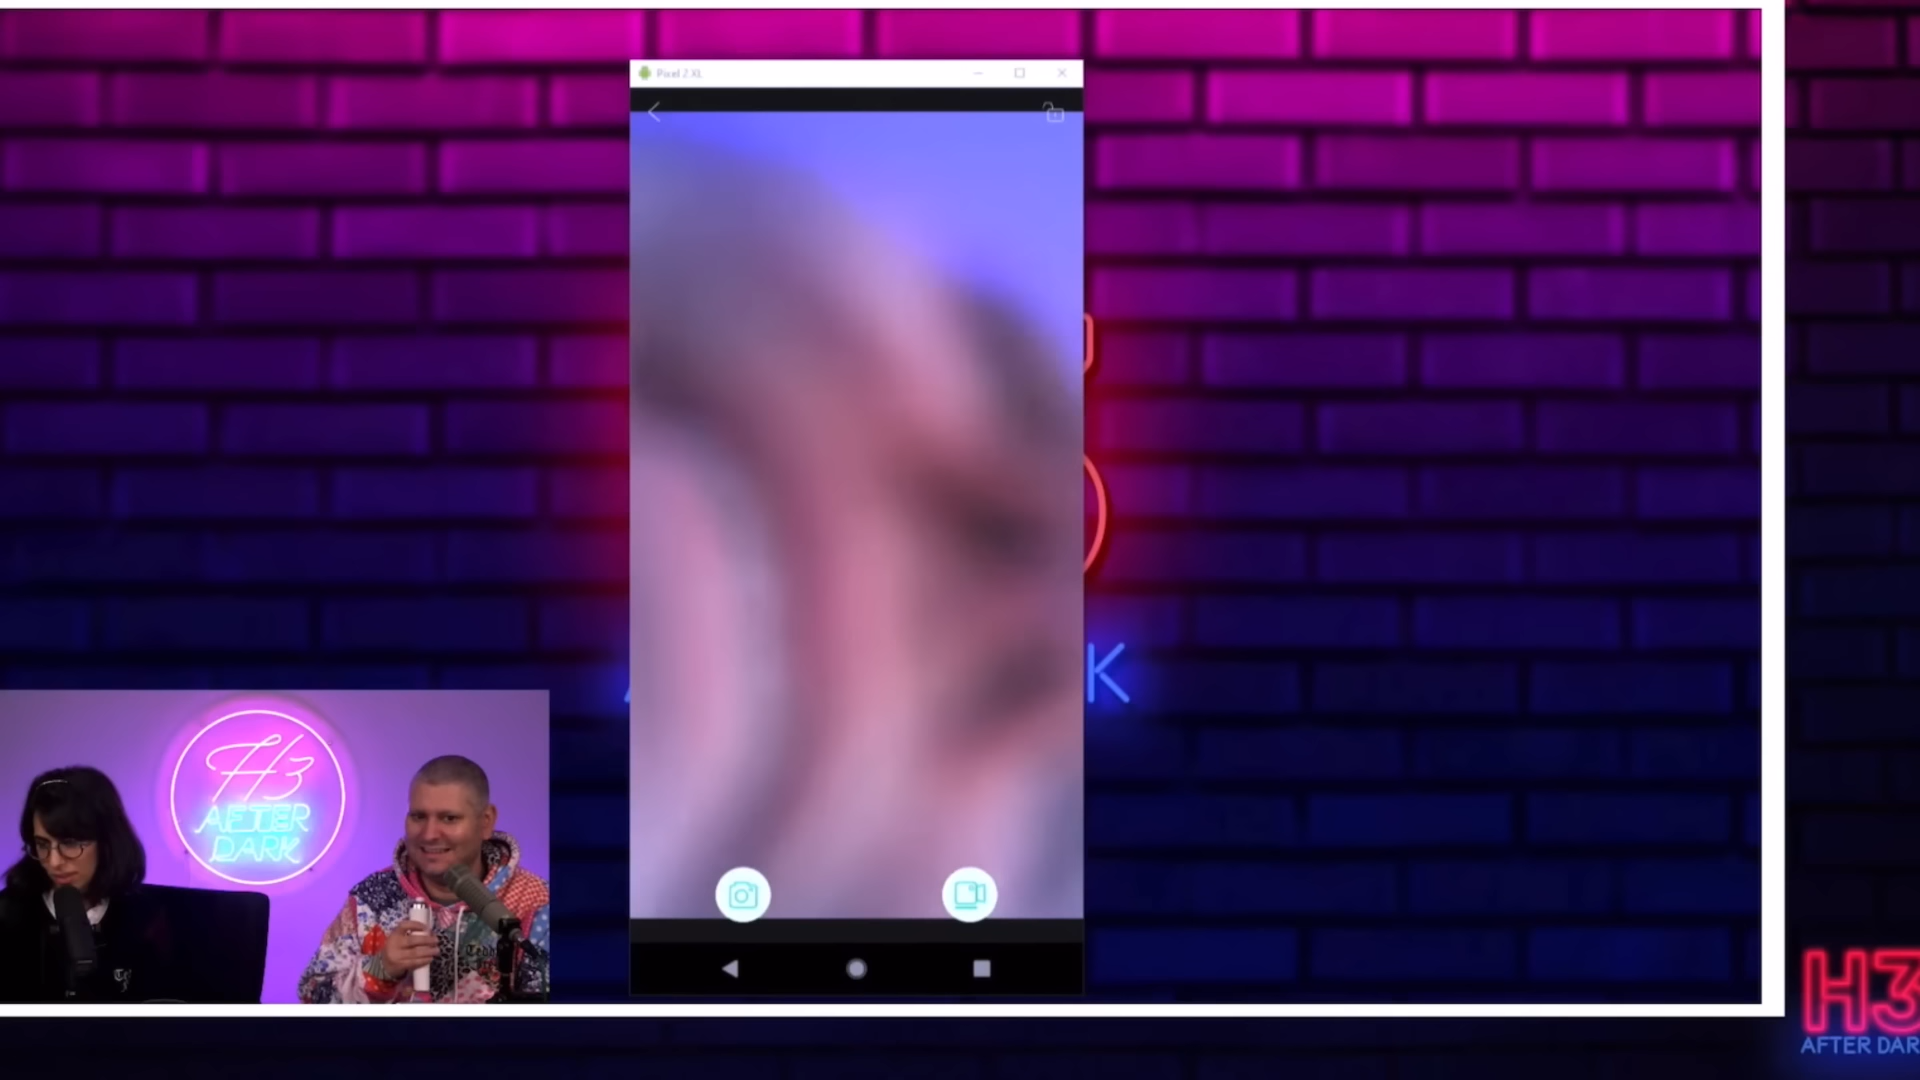 Pixel 2 XL
K
H3
AFTER
DARK
H3
AFTER DAR